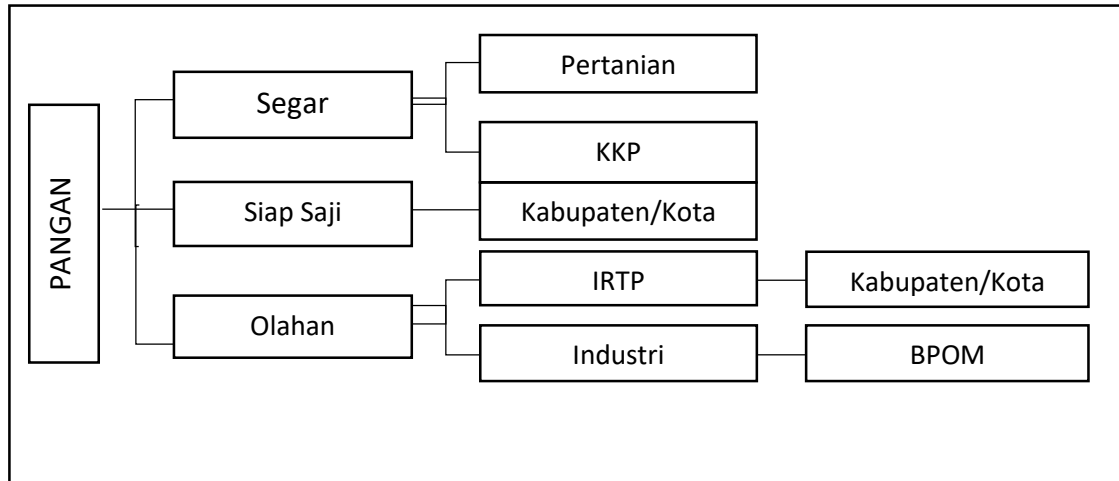 PANGAN
Segar
Pertanian
KKP
Siap Saji
Kabupaten/Kota
Olahan
IRTP
Kabupaten/Kota
Industri
BPOM